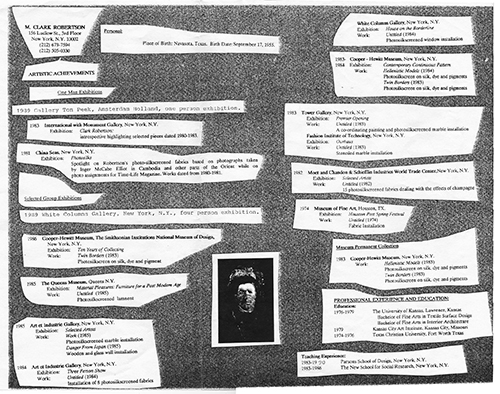 M. CLARK ROBERTSON
156 Ludlow St., 3rd Floor
New York, N.Y. 10002
(212) 678-7594
(212) 505-0330
Personal:
Place of Birth: Navasota, Texas. Birth Date: September 17, 1955.
ARTISTIC ACHIEVEMENTS
One Man Exhibitions
1989 Gallery Ton Peek, Amsterdam Holland, one person exhibition.
1983 International with Monument Gallery, New York, N.Y.
Exhibition: Clark Robertson:
introspective highlighting selected pieces dated 1980-1983
1981 China Seas, New York, N.Y.
Exhibition: Photosilks
Spotlight on Robertson's photo-silkscreened fabrics based on photographs taken
by Inger McCabe Elliot in Cambodia and other parts of the Orient while on
photo assignments for Time-Life Magazine. Works dated from 1980-1981.
Selected Group Exhibitions
1989 White Columns Gallery, New York, N.Y., four person exhibition.
1986 Cooper-Hewitt Museum, The Smithsonian Institutions National Museum of Design,
New York, N.Y.
Exhibition: Ten Years of Collecting
Work: Twin Borders (1983)
Photosilkscreen on silk, dye and pigments
1985 The Queens Museum, Queens N.Y.
Exhibition: Material Pleasures: Furniture for a Post Modern Age
Work: Untitled (1985)
Photosilkscreened laminate
1985 Art et Industrie Gallery, New York, N.Y.
Exhibition: Selected Artists
Work: Work (1985)
Photosilkscreened marble installation
Danger From Japan (1985)
Wooden and glass wall installation
1984 Art et Industrie Gallery, New York, N.Y.
Exhibition: Three Person Show
Work: Untitled (1984)
Installation of 8 photosilkscreened fabrics
White Columns Gallery, New York, N.Y.
Exhibition: House on the Borderline
Work: Untitled (1984)
Photosilkscreened window installation
1983- Cooper - Hewitt Museum, New York, N.Y.
1984 Exhibition: Contemporary Continuous Pattern
Work: Hellenistic Models (1984)
Photosilkscreen on silk, dye and pigments
Twin Borders (1983)
Photosilkscreen on silk, dye and pigments
1983 Tower Gallery, New York, N.Y.
Exhibition: Premier Opening
Work: Untitled (1983)
A co-ordinating painting and photosilkscreened marble installation
Fashion Institute of Technology, New York, N.Y.
Exhibition:
Work: Untitled (1983)
marble installation
1982 Moet and Chandon & Schieffelin Industries World Trade Center, New York, N.Y.
Exhibition: Selected Artists
Work: Untitled (1982)
15 photosilkscreened fabrics dealing with the effects of champagne
1974 Museum of Fine Art, Houston, TX.
Exhibition: Houston Post Spring Festival
Work: Untitled (1974)
Fabric Installation
Museum Permanent Collection
1983 Cooper-Hewitt Museum, New York, N.Y.
Work: Hellenistic Models (1983)
Photosilkscreen on silk, dye and pigments
Twin Borders (1983)
Photosilkscreen on silk, dye and pigments
PROFESSIONAL EXPERIENCE AND EDUCATION:
Education:
1976-1979 The University of Kansas, Lawrence, Kansas
Bachelor of Fine Arts in Textile Surface Design
Bachelor of Fine Arts in Interior Architecture
1979 Kansas City Art Institute, Kansas City, Missouri
1974-1976 Texas Christian University, Fort Worth Texas
Teaching Experience:
Parsons School of Design, New York, N.Y.
1985-1986 The New School for Social Research, New York, N.Y.